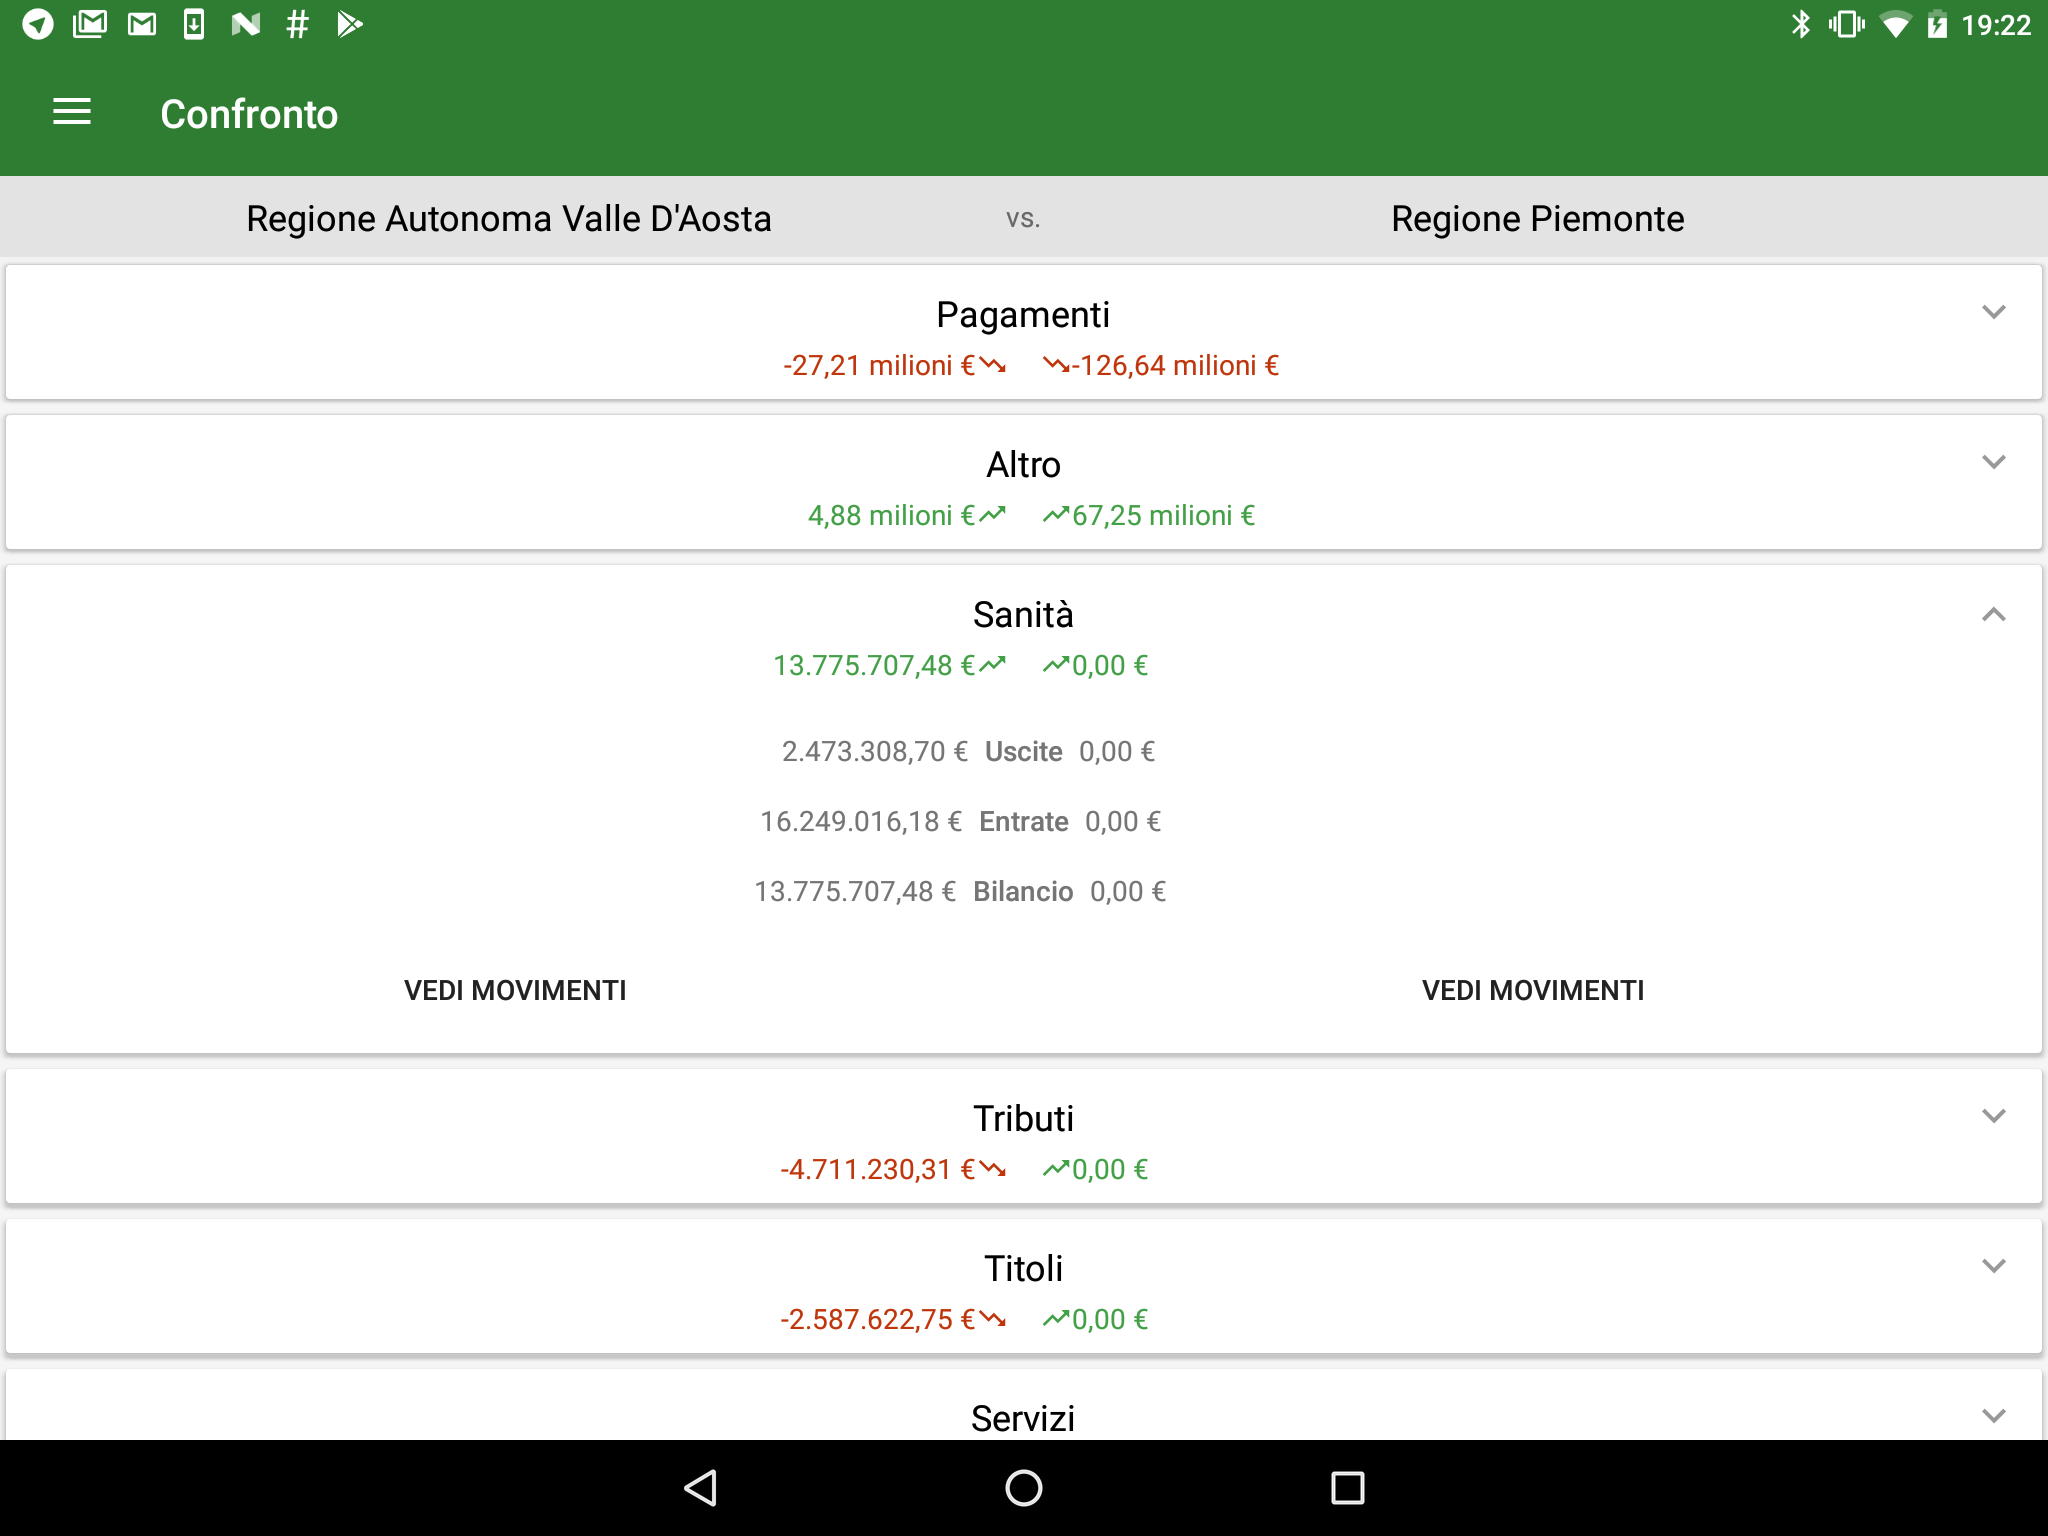 19:22
Confronto
Regione Autonoma Valle D'Aosta vs. Regione Piemonte
Pagamenti
-27,21 milioni € -126,64 milioni €
Altro
4,88 milioni € 67,25 milioni €
Sanità
13.775.707,48 € 0,00 €
2.473.308,70 € Uscite 0,00 €
16.249.016,18 € Entrate 0,00 €
13.775.707,48 € Bilancio 0,00 €
VEDI MOVIMENTI VEDI MOVIMENTI
Tributi
-4.711.230,31 € 0,00 €
Titoli
-2.587.622,75 € 0,00 €
Servizi